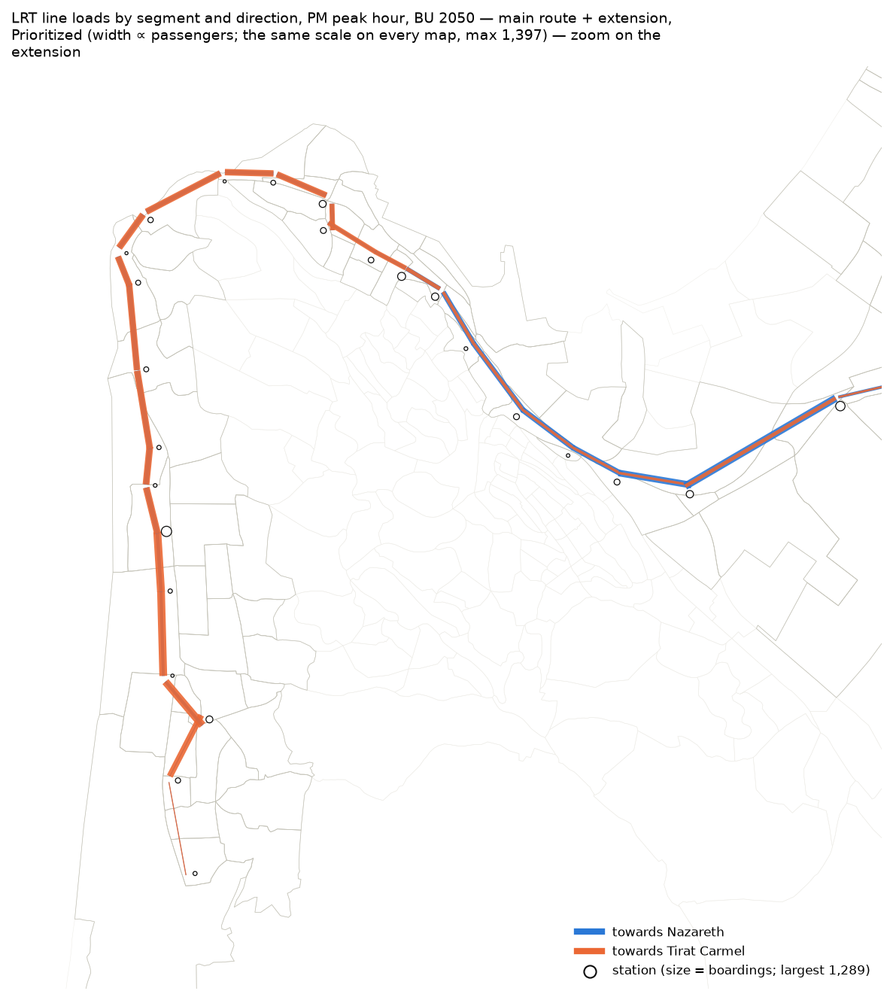 LRT line loads by segment and direction, PM peak hour, BU 2050 — main route + extension,
Prioritized (width ∝ passengers; the same scale on every map, max 1,397) — zoom on the
extension
towards Nazareth
towards Tirat Carmel
station (size = boardings; largest 1,289)